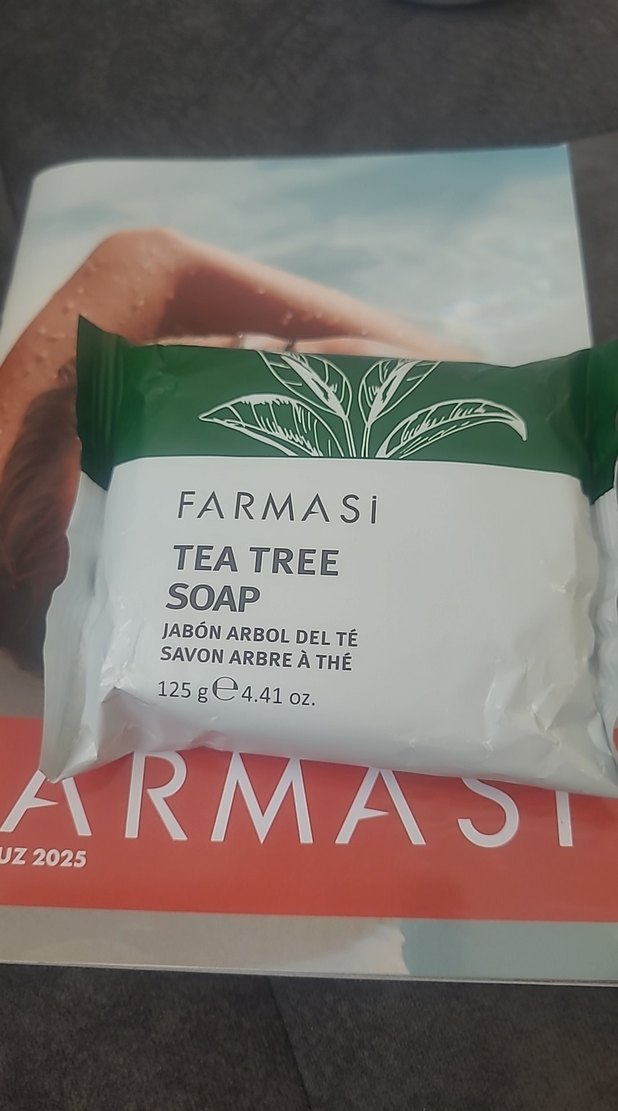 FARMASi
TEA TREE
SOAP
JABÓN ARBOL DEL TÉ
SAVON ARBRE À THÉ
125 g ℮ 4.41 oz.
ARMASI
UZ 2025